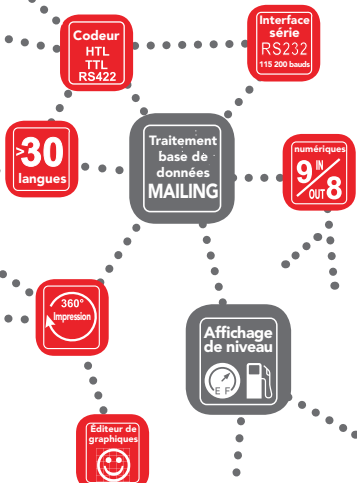 Codeur
HTL
TTL
RS422
Interface
série
RS232
115 200 bauds
>30
langues
Traitement
base de
données
MAILING
numériques
9 IN
OUT 8
360°
Impression
Affichage
de niveau
E F
Éditeur de
graphiques